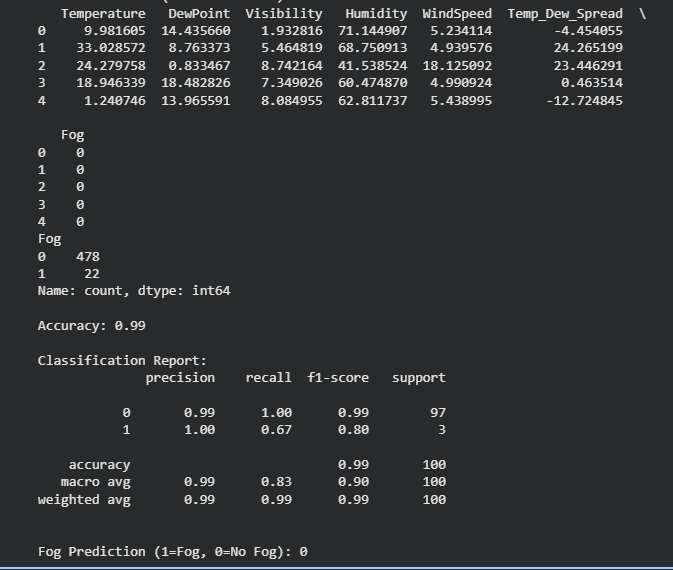 Temperature DewPoint Visibility Humidity WindSpeed Temp_Dew_Spread \
0 9.981605 14.435660 1.932816 71.144907 5.234114 -4.454055
1 33.028572 8.763373 5.464819 68.750913 4.939576 24.265199
2 24.279758 0.833467 8.742164 41.538524 18.125092 23.446291
3 18.946339 18.482826 7.349026 60.474870 4.990924 0.463514
4 1.240746 13.965591 8.084955 62.811737 5.438995 -12.724845
Fog
0 0
1 0
2 0
3 0
4 0
Fog
0 478
1 22
Name: count, dtype: int64
Accuracy: 0.99
Classification Report:
precision recall f1-score support
0 0.99 1.00 0.99 97
1 1.00 0.67 0.80 3
accuracy 0.99 100
macro avg 0.99 0.83 0.90 100
weighted avg 0.99 0.99 0.99 100
Fog Prediction (1=Fog, 0=No Fog): 0